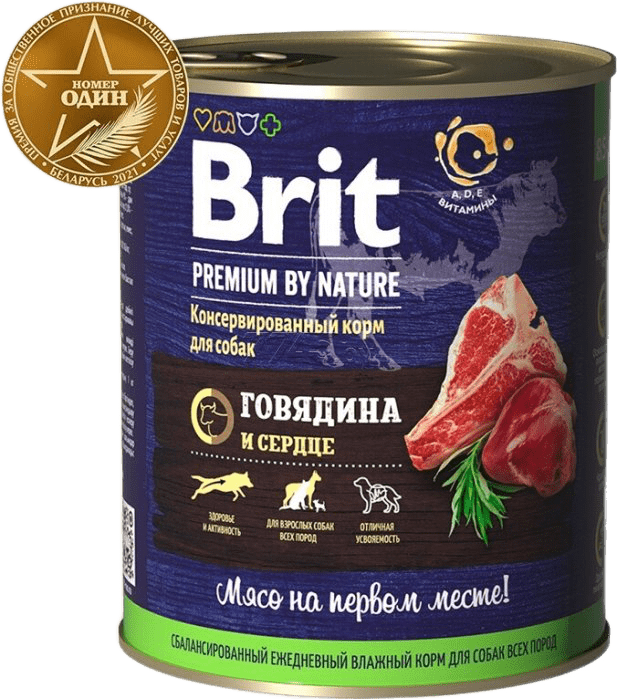 ПРЕМИЯ ЗА ОБЩЕСТВЕННОЕ ПРИЗНАНИЕ ЛУЧШИХ ТОВАРОВ И УСЛУГ
НОМЕР
ОДИН
БЕЛАРУСЬ 2021
Brit
PREMIUM BY NATURE
Консервированный корм
для собак
A, D, E
ВИТАМИНЫ
ГОВЯДИНА
И СЕРДЦЕ
ЗДОРОВЬЕ
И АКТИВНОСТЬ
ДЛЯ ВЗРОСЛЫХ СОБАК
ВСЕХ ПОРОД
ОТЛИЧНАЯ
УСВОЯЕМОСТЬ
Мясо на первом месте!
СБАЛАНСИРОВАННЫЙ ЕЖЕДНЕВНЫЙ ВЛАЖНЫЙ КОРМ ДЛЯ СОБАК ВСЕХ ПОРОД